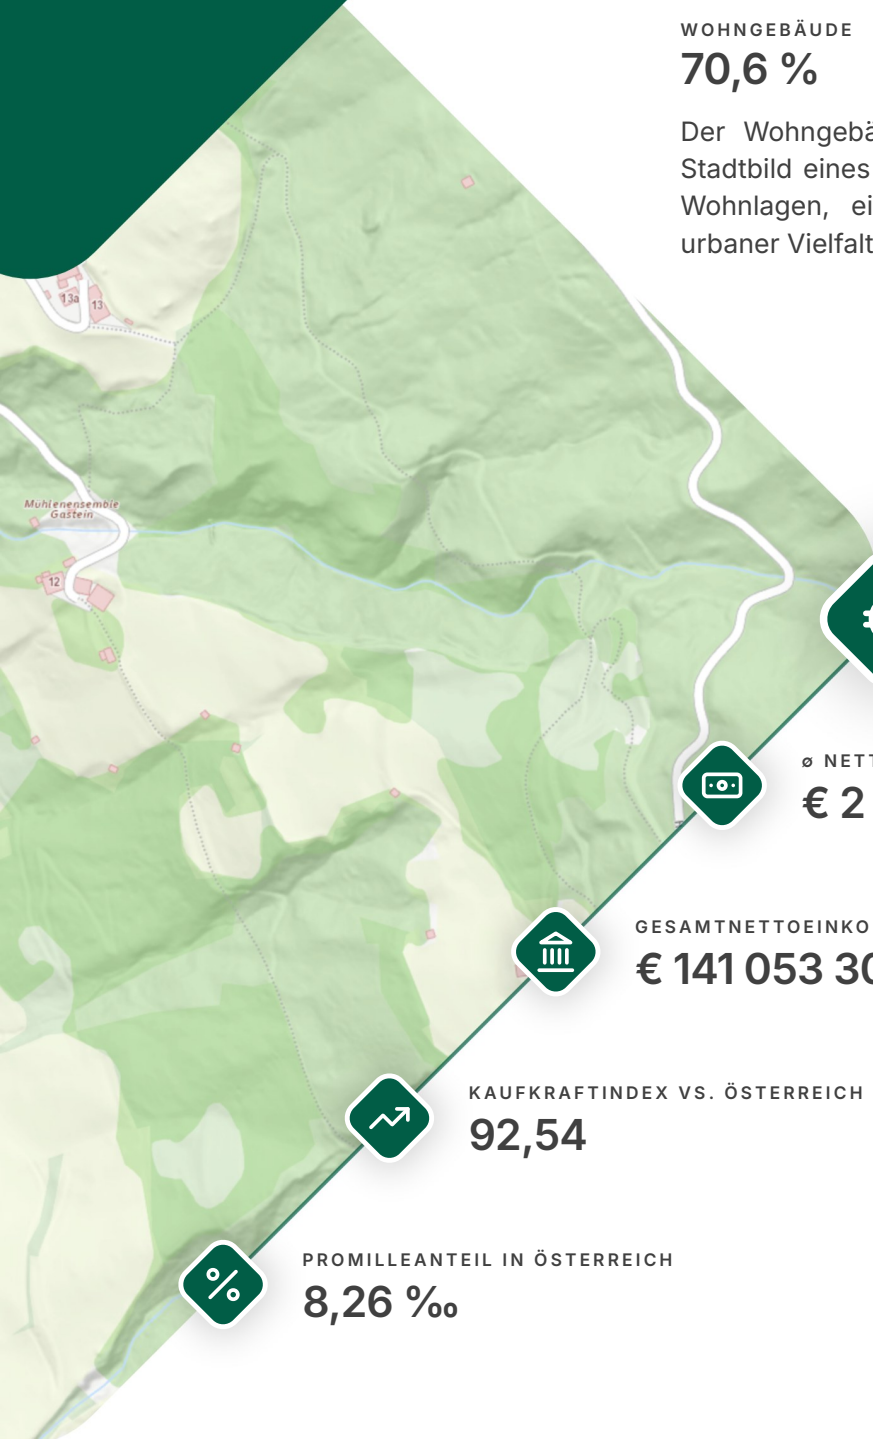 WOHNGEBÄUDE
70,6 %
Der Wohngebä
Stadtbild eines
Wohnlagen, ei
urbaner Vielfalt
13a
13
Mühlenensemble
Gastein
12
ø NETT
€ 2
GESAMTNETTOEINKO
€ 141 053 30
KAUFKRAFTINDEX VS. ÖSTERREICH
92,54
PROMILLEANTEIL IN ÖSTERREICH
8,26 ‰